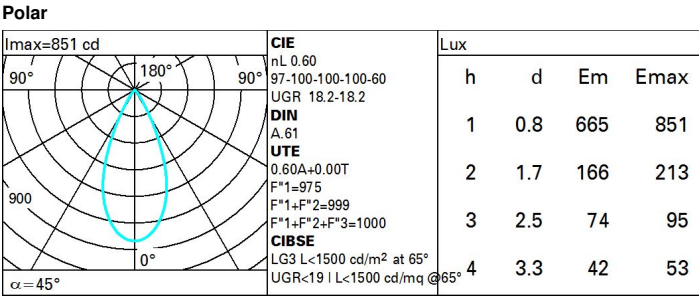 Polar
Imax=851 cd
90°
180°
90°
900
0°
α=45°
CIE
nL 0.60
97-100-100-100-60
UGR 18.2-18.2
DIN
A.61
UTE
0.60A+0.00T
F"1=975
F"1+F"2=999
F"1+F"2+F"3=1000
CIBSE
LG3 L<1500 cd/m² at 65°
UGR<19 | L<1500 cd/mq @65°
Lux
h d Em Emax
1 0.8 665 851
2 1.7 166 213
3 2.5 74 95
4 3.3 42 53